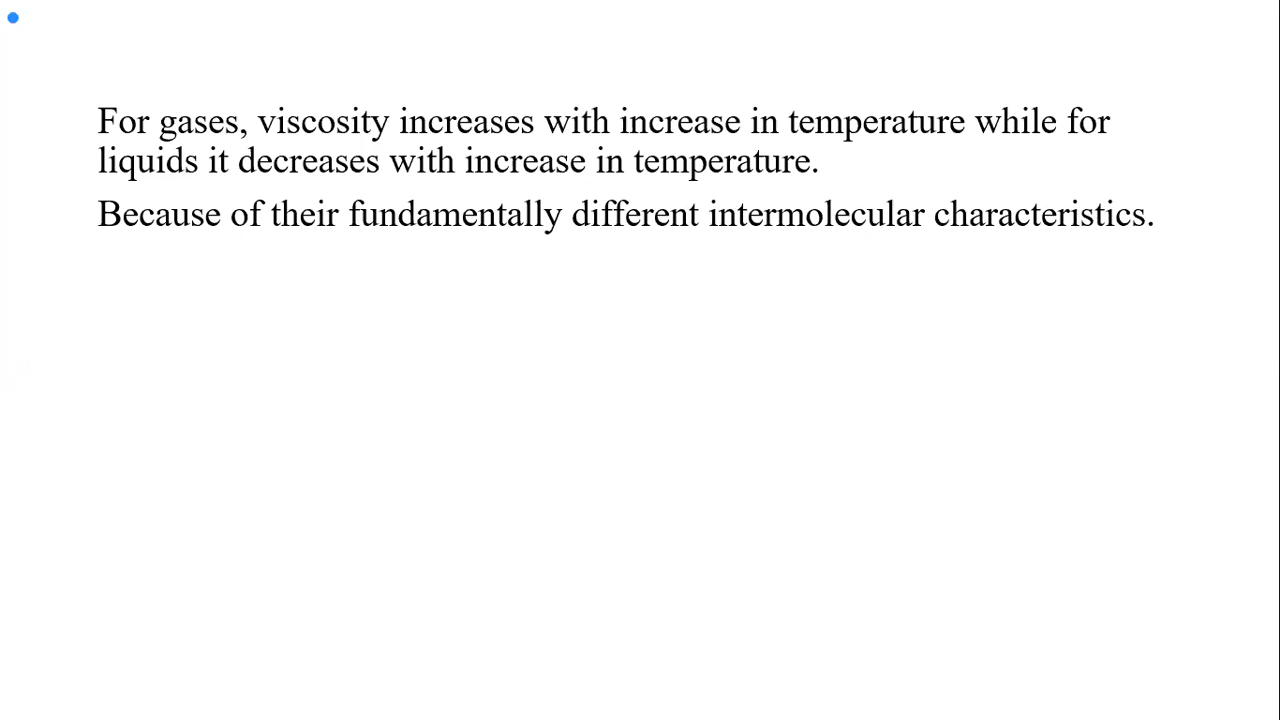 For gases, viscosity increases with increase in temperature while for
liquids it decreases with increase in temperature.
Because of their fundamentally different intermolecular characteristics.